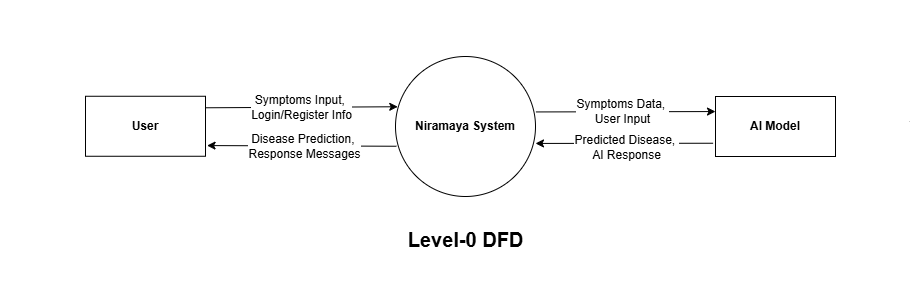 Symptoms Input,
Login/Register Info
User
Disease Prediction,
Response Messages
Niramaya System
Symptoms Data,
User Input
Predicted Disease,
AI Response
AI Model
Level-0 DFD